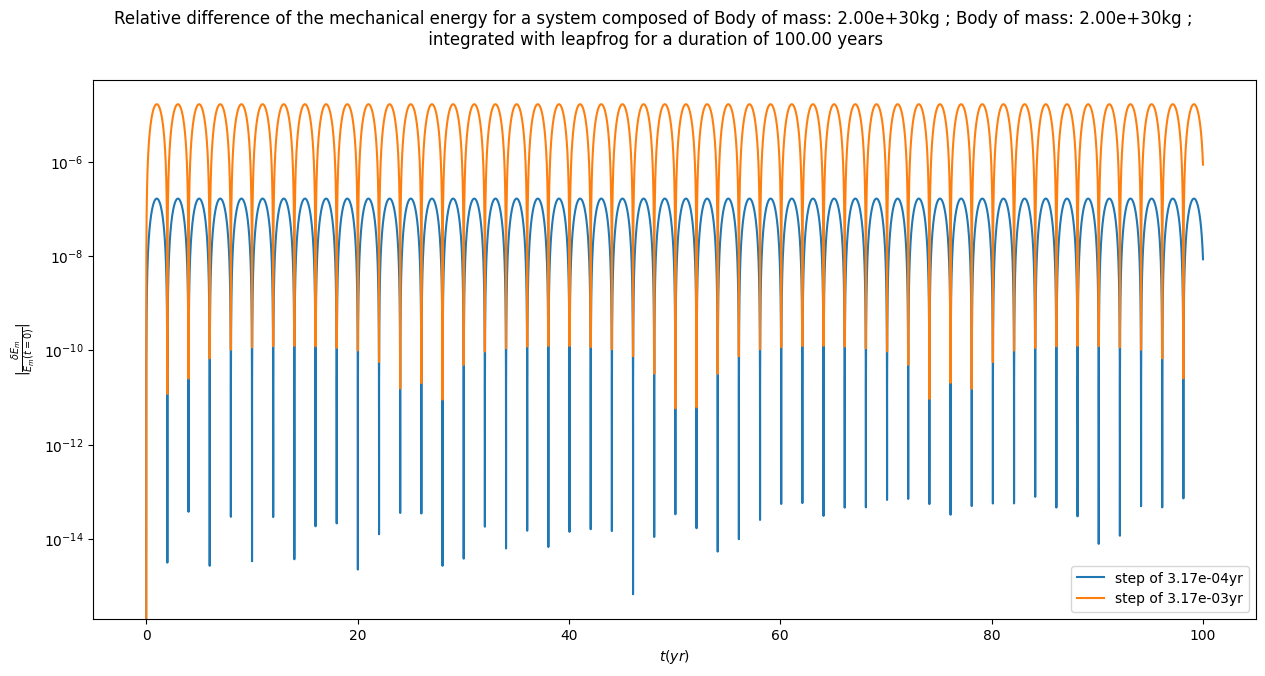 Relative difference of the mechanical energy for a system composed of Body of mass: 2.00e+30kg ; Body of mass: 2.00e+30kg ;
integrated with leapfrog for a duration of 100.00 years
10⁻⁶
10⁻⁸
10⁻¹⁰
10⁻¹²
10⁻¹⁴
|δEₘ/Eₘ(t = 0)|
0 20 40 60 80 100
t(yr)
step of 3.17e-04yr
step of 3.17e-03yr